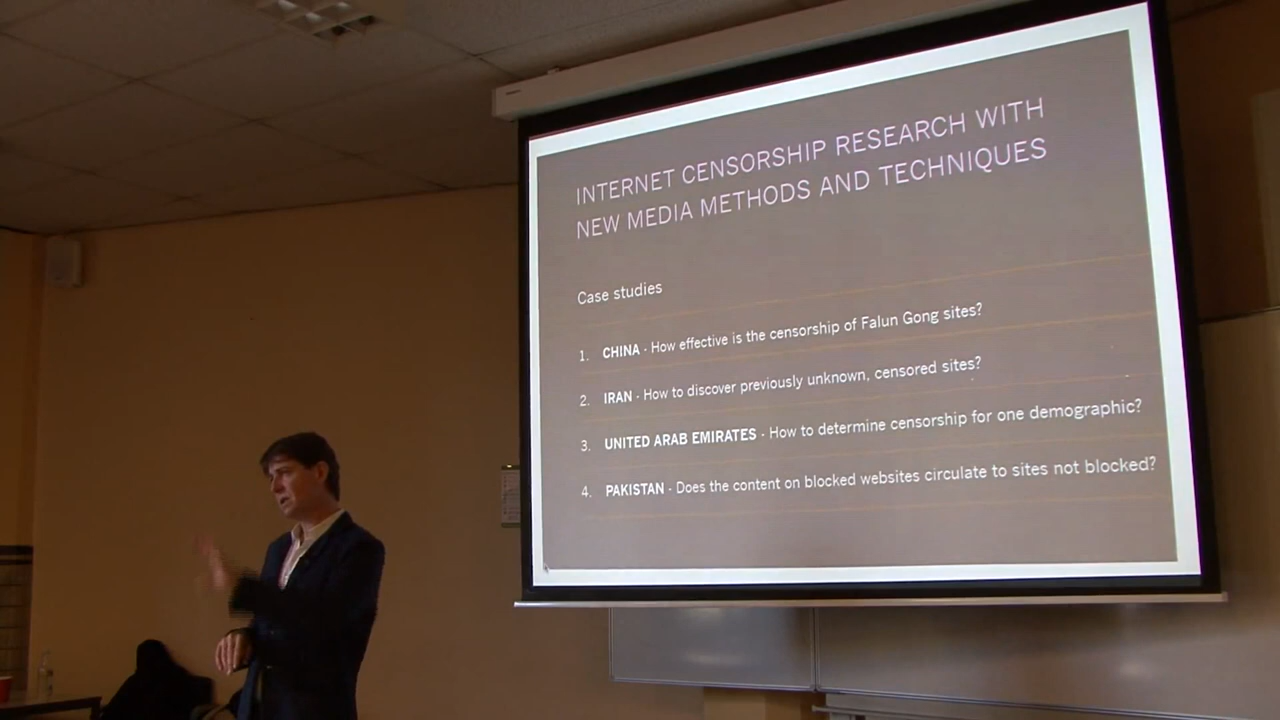 INTERNET CENSORSHIP RESEARCH WITH
NEW MEDIA METHODS AND TECHNIQUES
Case studies
1. CHINA - How effective is the censorship of Falun Gong sites?
2. IRAN - How to discover previously unknown, censored sites?
3. UNITED ARAB EMIRATES - How to determine censorship for one demographic?
4. PAKISTAN - Does the content on blocked websites circulate to sites not blocked?